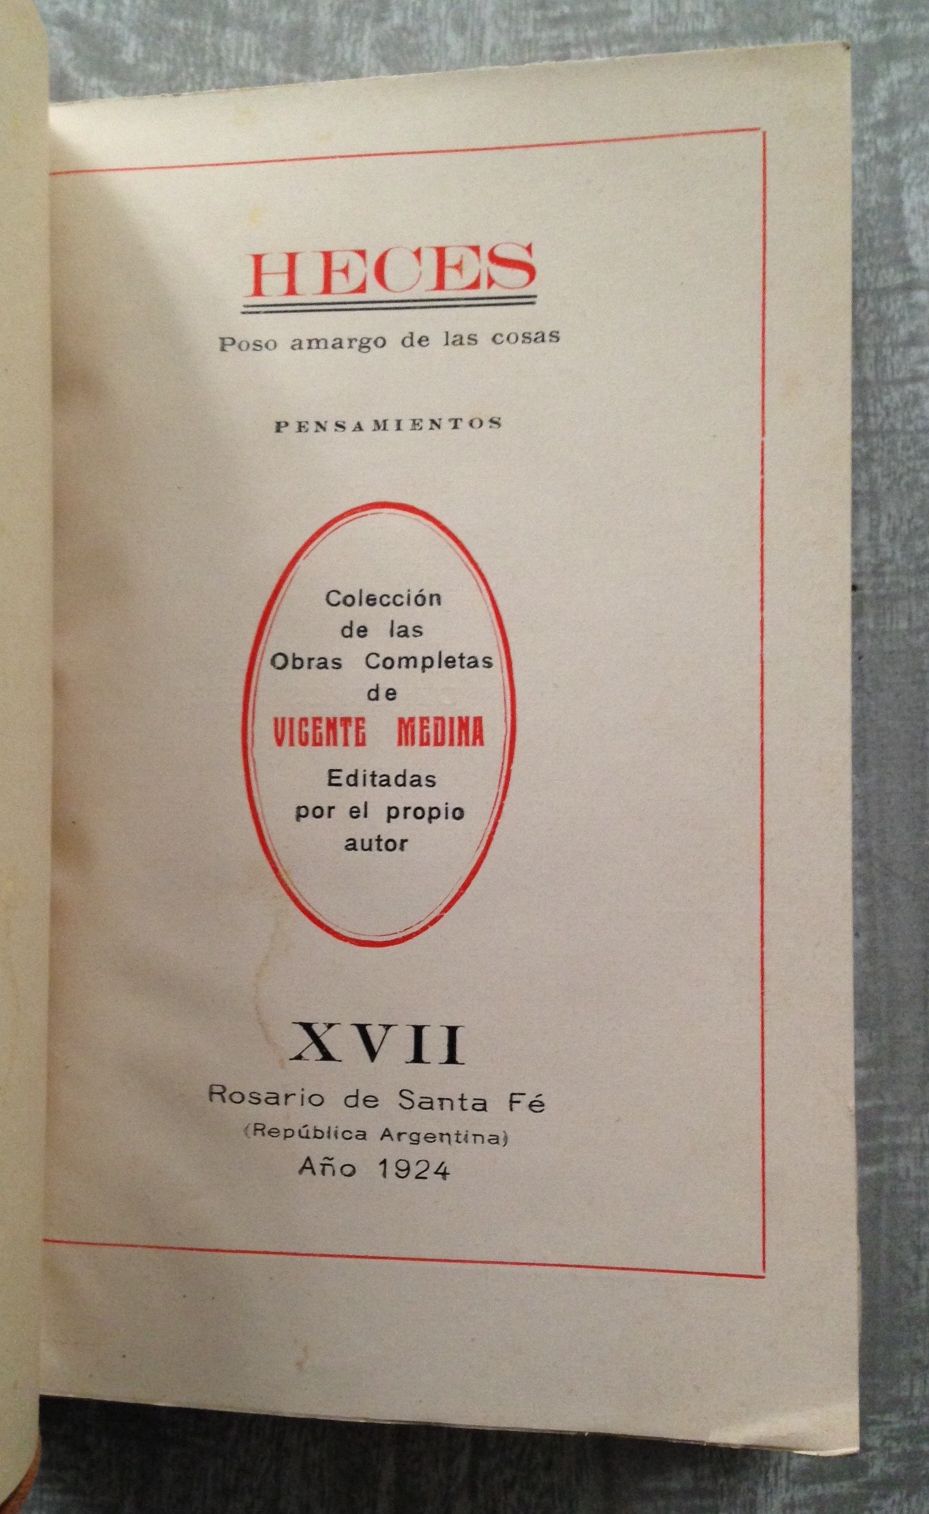 HECES
Poso amargo de las cosas
PENSAMIENTOS
Colección
de las
Obras Completas
de
VICENTE MEDINA
Editadas
por el propio
autor
XVII
Rosario de Santa Fé
(República Argentina)
Año 1924